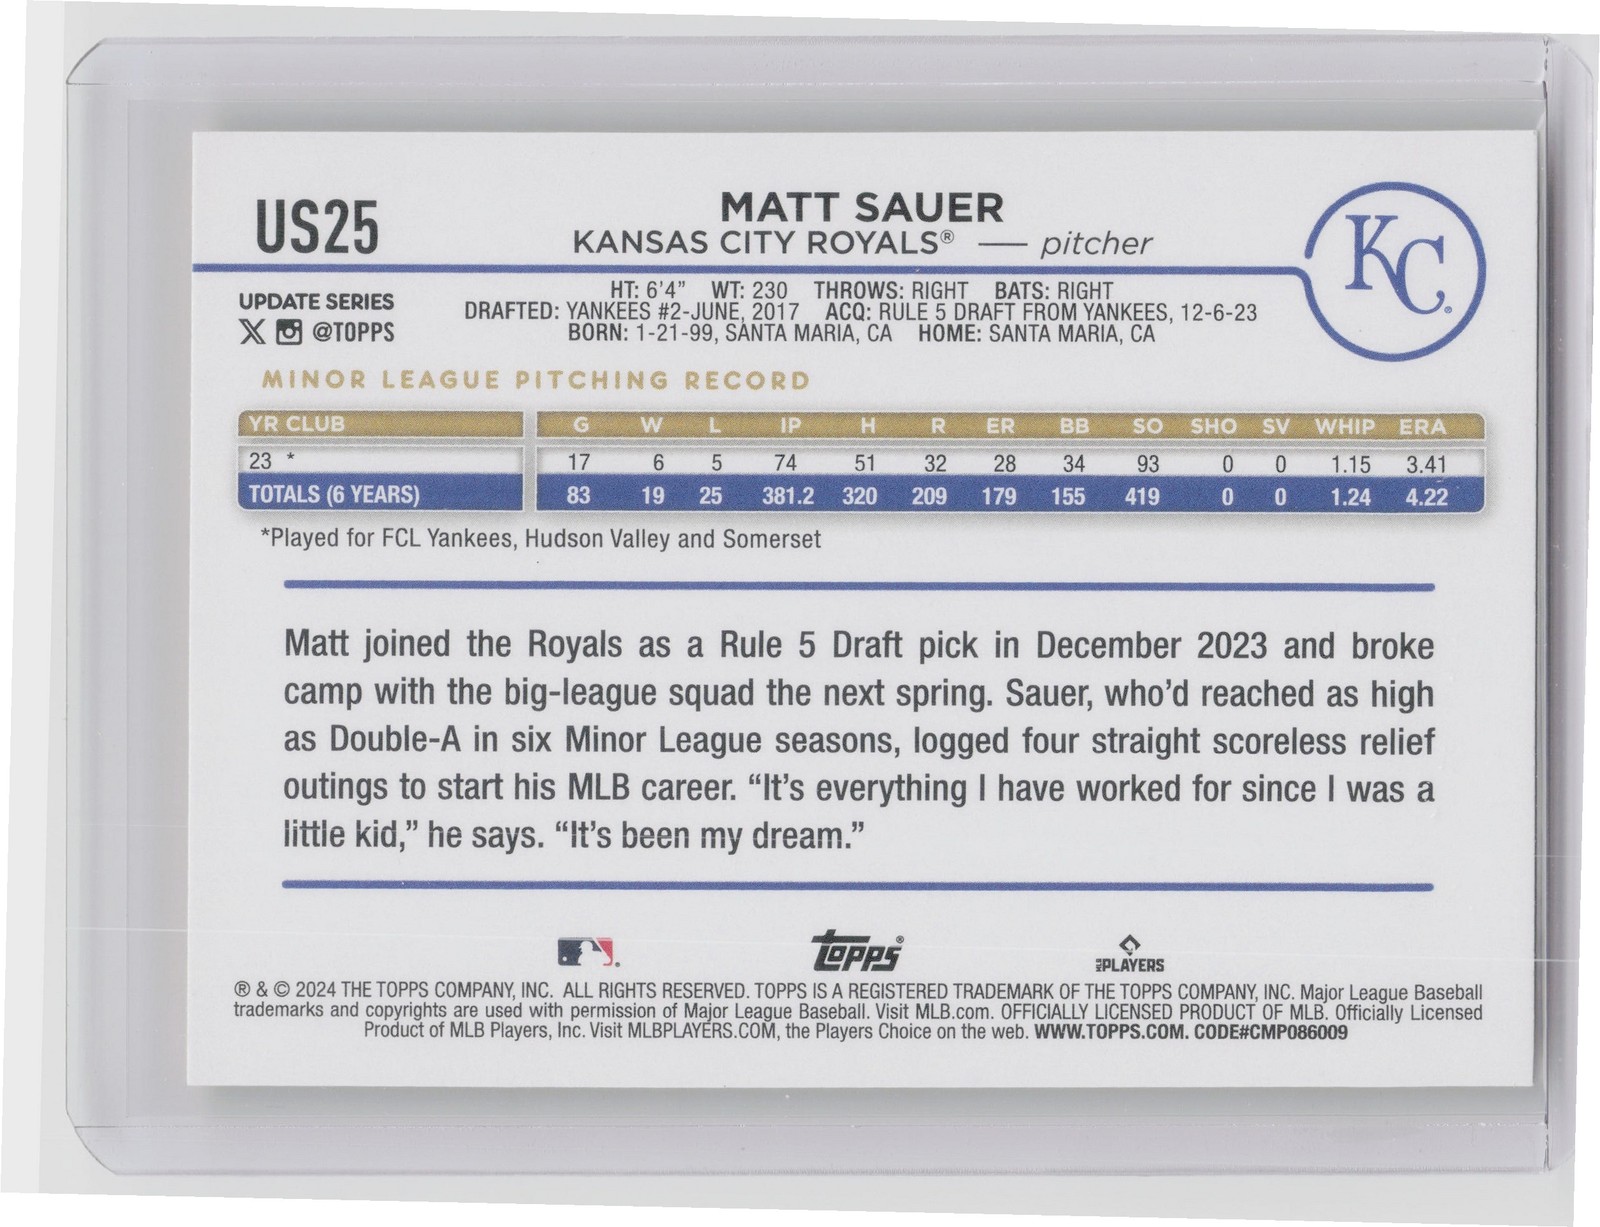 US25
MATT SAUER
KANSAS CITY ROYALS® — pitcher
KC
UPDATE SERIES
@TOPPS
HT: 6'4" WT: 230 THROWS: RIGHT BATS: RIGHT
DRAFTED: YANKEES #2-JUNE, 2017 ACQ: RULE 5 DRAFT FROM YANKEES, 12-6-23
BORN: 1-21-99, SANTA MARIA, CA HOME: SANTA MARIA, CA
MINOR LEAGUE PITCHING RECORD
YR CLUB G W L IP H R ER BB SO SHO SV WHIP ERA
23 * 17 6 5 74 51 32 28 34 93 0 0 1.15 3.41
TOTALS (6 YEARS) 83 19 25 381.2 320 209 179 155 419 0 0 1.24 4.22
*Played for FCL Yankees, Hudson Valley and Somerset
Matt joined the Royals as a Rule 5 Draft pick in December 2023 and broke
camp with the big-league squad the next spring. Sauer, who'd reached as high
as Double-A in six Minor League seasons, logged four straight scoreless relief
outings to start his MLB career. “It's everything I have worked for since I was a
little kid,” he says. “It's been my dream.”
Topps®
MLB PLAYERS
® & © 2024 THE TOPPS COMPANY, INC. ALL RIGHTS RESERVED. TOPPS IS A REGISTERED TRADEMARK OF THE TOPPS COMPANY, INC. Major League Baseball
trademarks and copyrights are used with permission of Major League Baseball. Visit MLB.com. OFFICIALLY LICENSED PRODUCT OF MLB. Officially Licensed
Product of MLB Players, Inc. Visit MLBPLAYERS.COM, the Players Choice on the web. WWW.TOPPS.COM. CODE#CMP086009